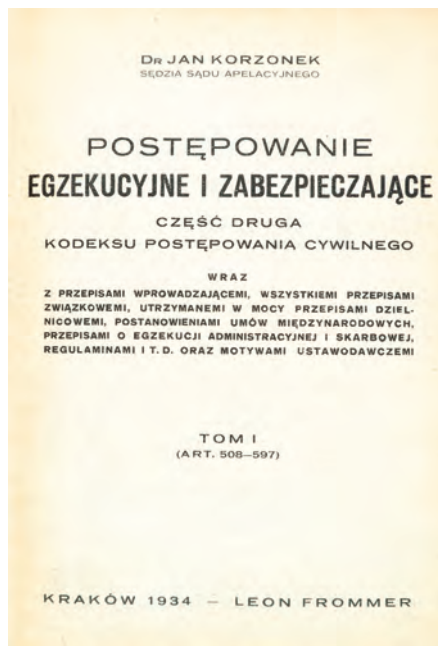 DR JAN KORZONEK
SĘDZIA SĄDU APELACYJNEGO
POSTĘPOWANIE
EGZEKUCYJNE I ZABEZPIECZAJĄCE
CZĘŚĆ DRUGA
KODEKSU POSTĘPOWANIA CYWILNEGO
WRAZ
Z PRZEPISAMI WPROWADZAJĄCEMI, WSZYSTKIEMI PRZEPISAMI
ZWIĄZKOWEMI, UTRZYMANEMI W MOCY PRZEPISAMI DZIEL-
NICOWEMI, POSTANOWIENIAMI UMÓW MIĘDZYNARODOWYCH,
PRZEPISAMI O EGZEKUCJI ADMINISTRACYJNEJ I SKARBOWEJ,
REGULAMINAMI I T. D. ORAZ MOTYWAMI USTAWODAWCZEMI
TOM I
(ART. 508—597)
KRAKÓW 1934 — LEON FROMMER